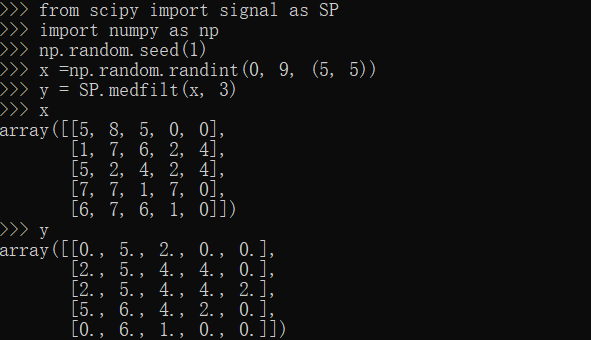 >>> from scipy import signal as SP
>>> import numpy as np
>>> np.random.seed(1)
>>> x =np.random.randint(0, 9, (5, 5))
>>> y = SP.medfilt(x, 3)
>>> x
array([[5, 8, 5, 0, 0],
       [1, 7, 6, 2, 4],
       [5, 2, 4, 2, 4],
       [7, 7, 1, 7, 0],
       [6, 7, 6, 1, 0]])
>>> y
array([[0., 5., 2., 0., 0.],
       [2., 5., 4., 4., 0.],
       [2., 5., 4., 4., 2.],
       [5., 6., 4., 2., 0.],
       [0., 6., 1., 0., 0.]])